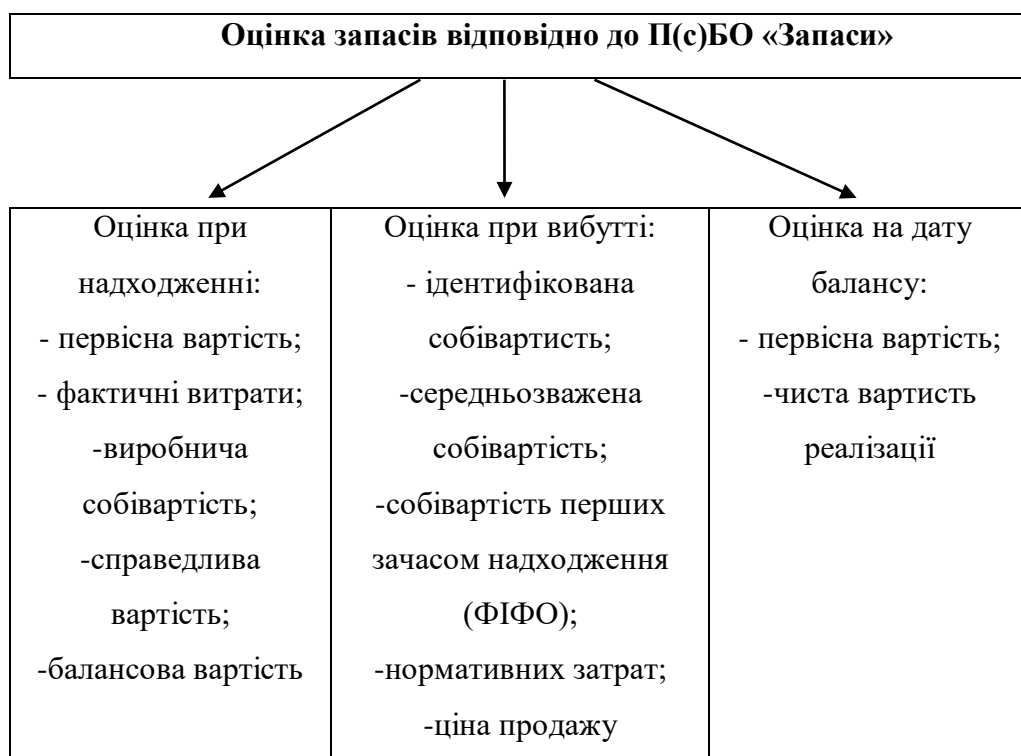 Оцінка запасів відповідно до П(с)БО «Запаси»
Оцінка при
надходженні:
- первісна вартість;
- фактичні витрати;
-виробнича
собівартість;
-справедлива
вартість;
-балансова вартість
Оцінка при вибутті:
- ідентифікована
собівартисть;
-середньозважена
собівартість;
-собівартість перших
зачасом надходження
(ФІФО);
-нормативних затрат;
-ціна продажу
Оцінка на дату
балансу:
- первісна вартість;
-чиста вартисть
реалізації